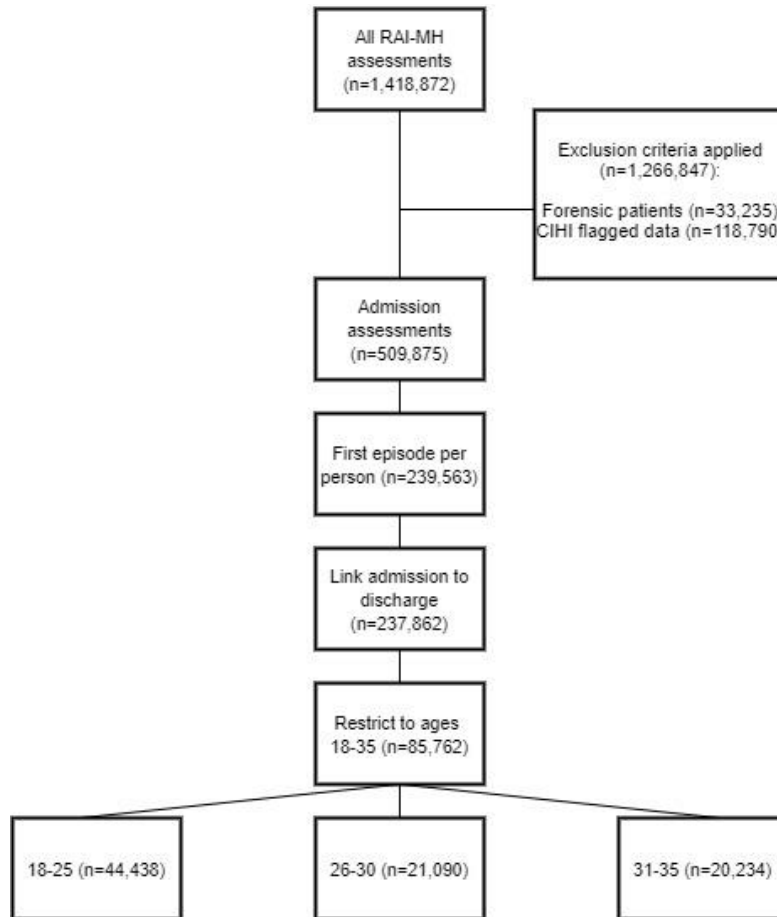 All RAI-MH
assessments
(n=1,418,872)
Exclusion criteria applied
(n=1,266,847):
Forensic patients (n=33,235)
CIHI flagged data (n=118,790
Admission
assessments
(n=509,875)
First episode per
person (n=239,563)
Link admission to
discharge
(n=237,862)
Restrict to ages
18-35 (n=85,762)
18-25 (n=44,438)
26-30 (n=21,090)
31-35 (n=20,234)